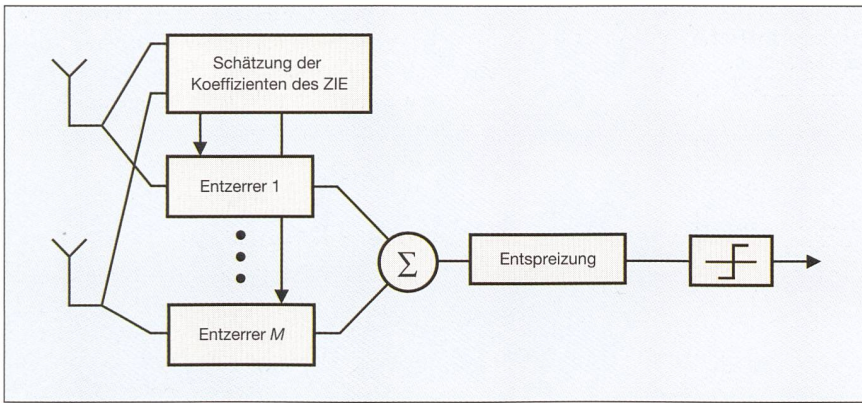 Schätzung der
Koeffizienten des ZIE
Entzerrer 1
Entzerrer M
Σ
Entspreizung